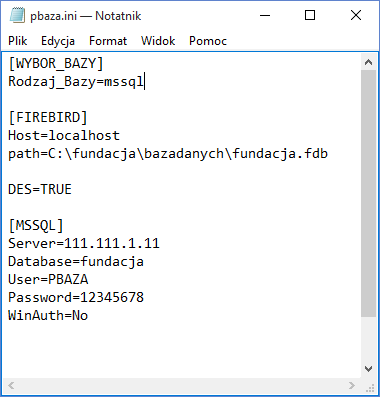 pbaza.ini — Notatnik
Plik Edycja Format Widok Pomoc
[WYBOR_BAZY]
Rodzaj_Bazy=mssql
[FIREBIRD]
Host=localhost
path=C:\fundacja\bazadanych\fundacja.fdb
DES=TRUE
[MSSQL]
Server=111.111.1.11
Database=fundacja
User=PBAZA
Password=12345678
WinAuth=No